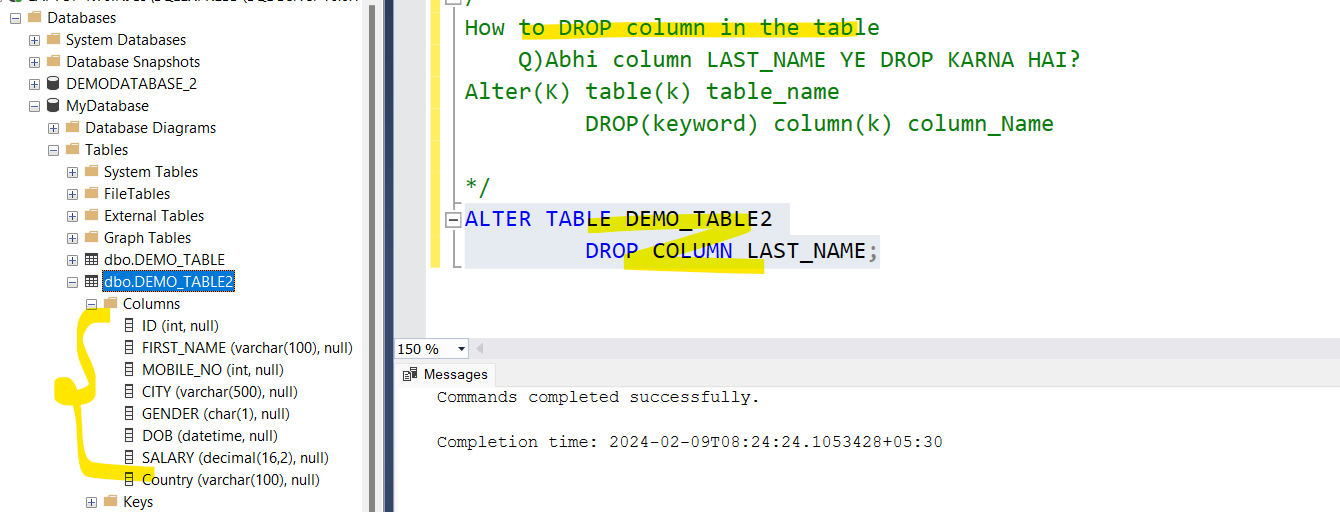 Databases
System Databases
Database Snapshots
DEMODATABASE_2
MyDatabase
Database Diagrams
Tables
System Tables
FileTables
External Tables
Graph Tables
dbo.DEMO_TABLE
dbo.DEMO_TABLE2
Columns
ID (int, null)
FIRST_NAME (varchar(100), null)
MOBILE_NO (int, null)
CITY (varchar(500), null)
GENDER (char(1), null)
DOB (datetime, null)
SALARY (decimal(16,2), null)
Country (varchar(100), null)
Keys
How to DROP column in the table
Q)Abhi column LAST_NAME YE DROP KARNA HAI?
Alter(K) table(k) table_name
DROP(keyword) column(k) column_Name
*/
ALTER TABLE DEMO_TABLE2
DROP COLUMN LAST_NAME;
150 %
Messages
Commands completed successfully.
Completion time: 2024-02-09T08:24:24.1053428+05:30